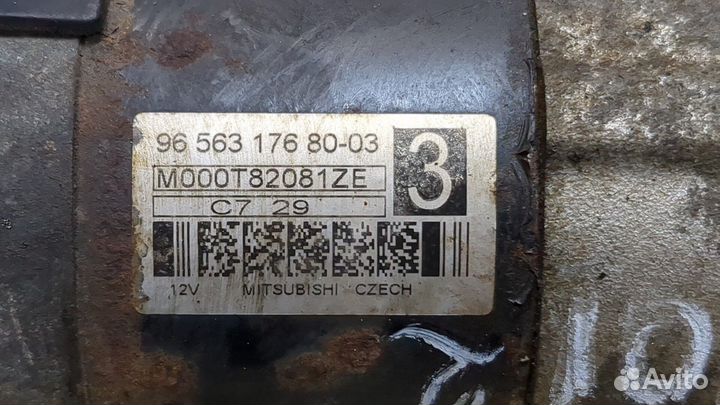 96 563 176 80-03
3
M000T82081ZE
C7 29
12V MITSUBISHI CZECH
Avito